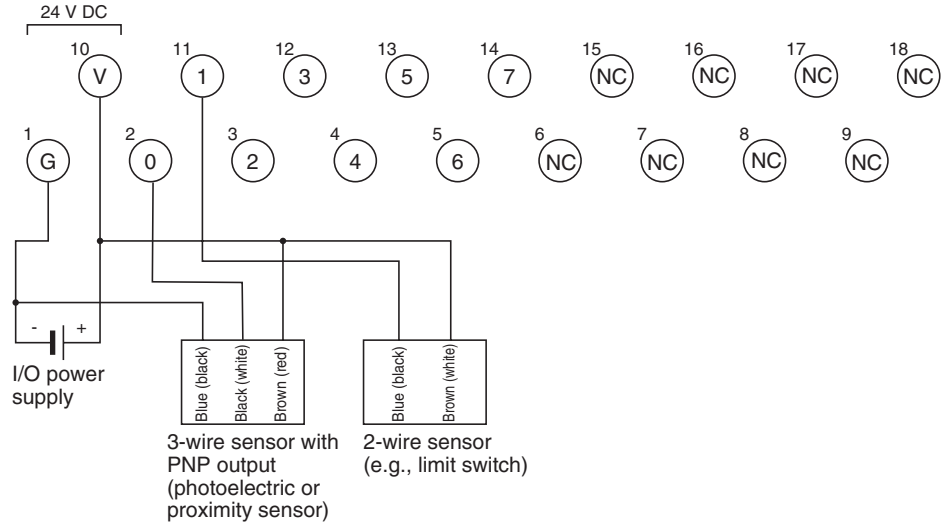 24 V DC
10 11 12 13 14 15 16 17 18
V 1 3 5 7 NC NC NC NC
1 2 3 4 5 6 7 8 9
G 0 2 4 6 NC NC NC NC
- +
I/O power
supply
Blue (black)
Black (white)
Brown (red)
Blue (black)
Brown (white)
3-wire sensor with
PNP output
(photoelectric or
proximity sensor)
2-wire sensor
(e.g., limit switch)